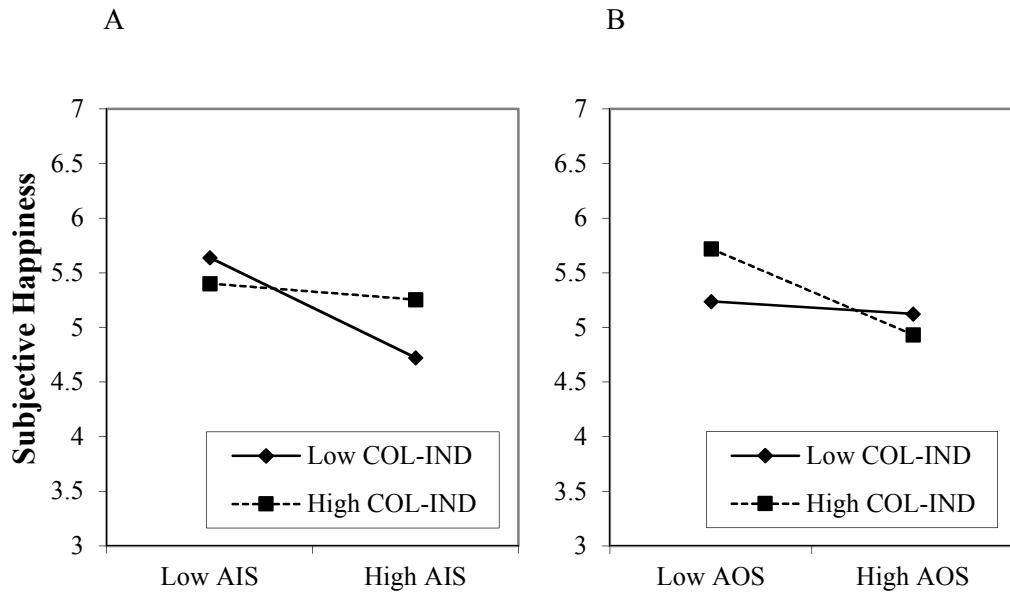 A
B
Subjective Happiness
7
6.5
6
5.5
5
4.5
4
3.5
3
Low COL-IND
High COL-IND
Low AIS
High AIS
7
6.5
6
5.5
5
4.5
4
3.5
3
Low COL-IND
High COL-IND
Low AOS
High AOS